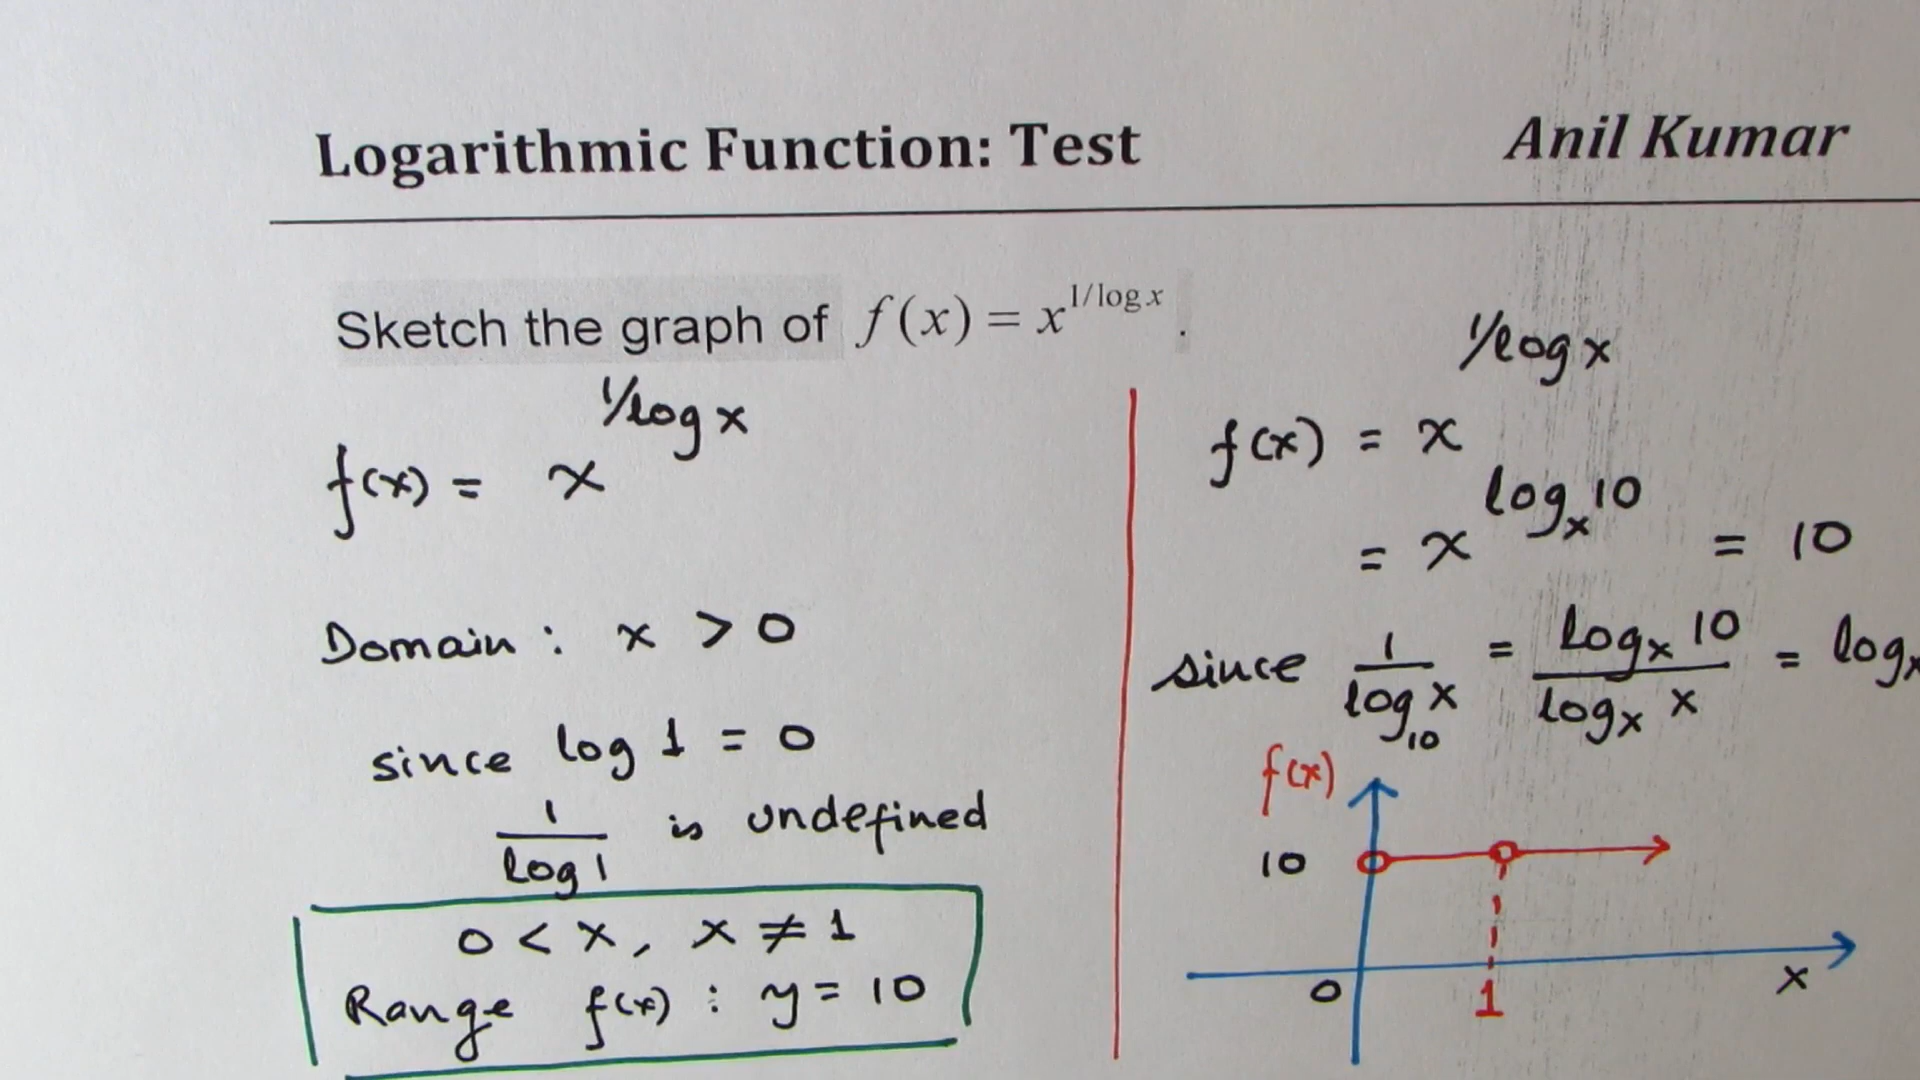 Logarithmic Function: Test
Anil Kumar
Sketch the graph of f(x) = x^{1/log x}.
f(x) = x^{1/log x}
Domain : x > 0
since log 1 = 0
1/log 1 is undefined
0 < x, x ≠ 1
Range f(x) : y = 10
f(x) = x^{1/log x}
= x^{log_x 10} = 10
since 1/log_10 x = log_x 10/log_x x = log_x
f(x)
10
0
1
x